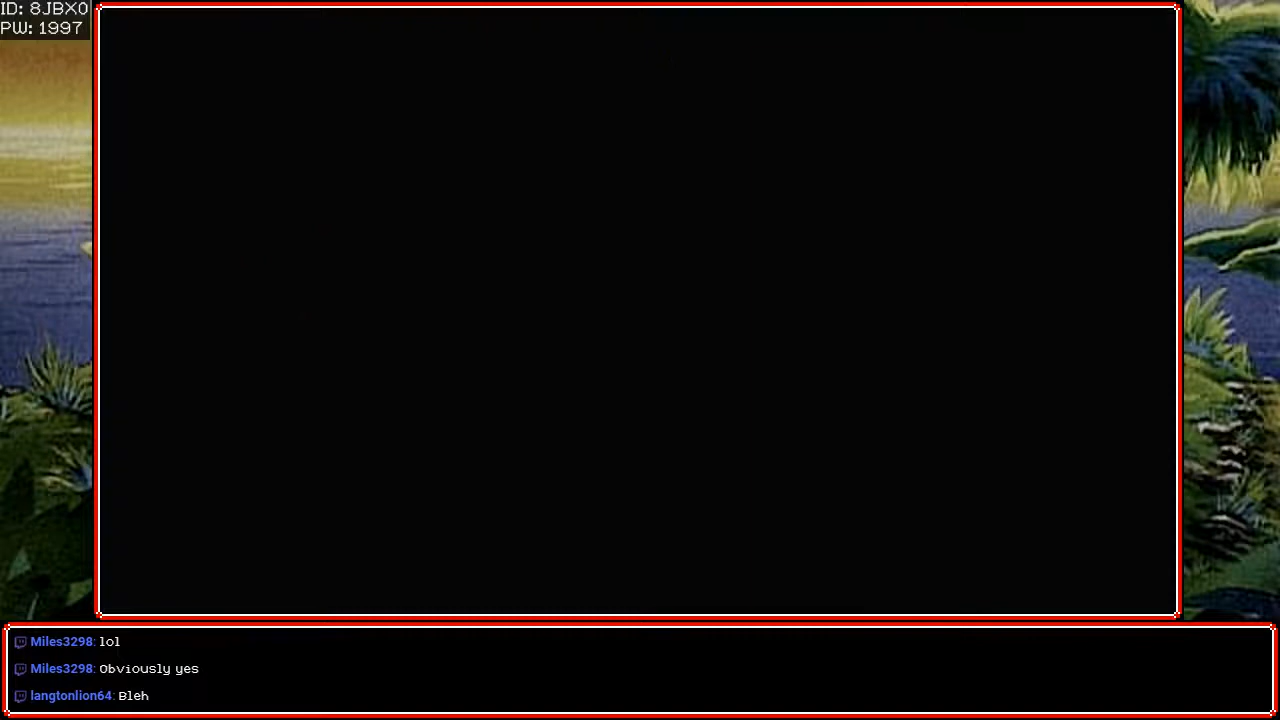 ID: 8JBX0
PW: 1997
Miles3298: lol
Miles3298: Obviously yes
langtonlion64: Bleh